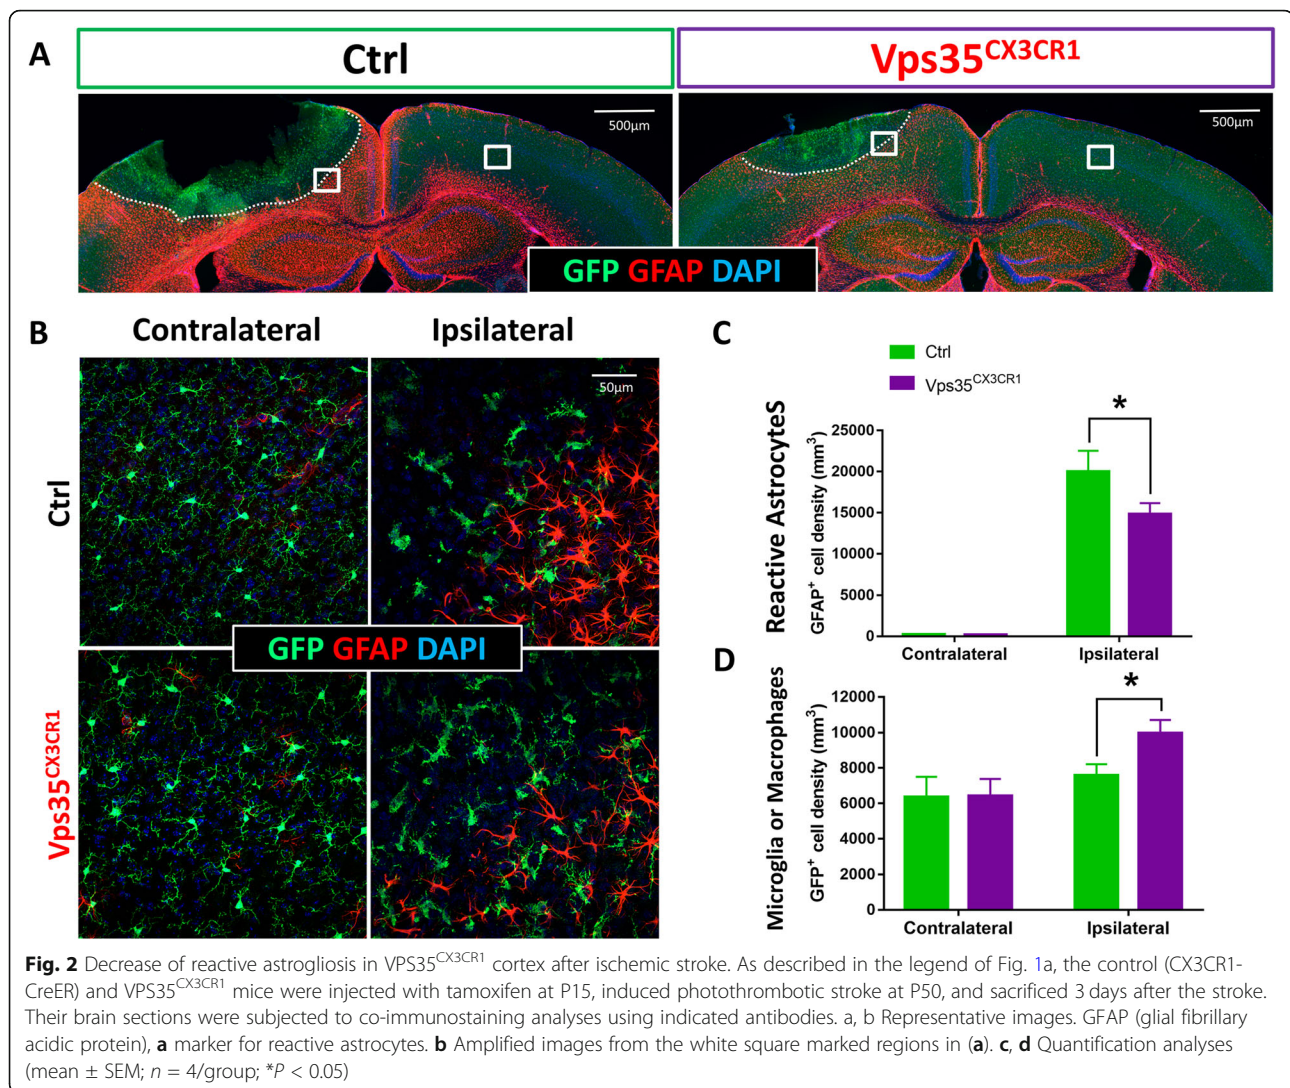 A
Ctrl
Vps35CX3CR1
500µm
500µm
GFP GFAP DAPI
B
Contralateral
Ipsilateral
50µm
Ctrl
GFP GFAP DAPI
Vps35CX3CR1
C
Ctrl
Vps35CX3CR1
Reactive AstrocyteS
GFAP+ cell density (mm3)
25000
20000
15000
10000
5000
0
*
Contralateral
Ipsilateral
D
Microglia or Macrophages
GFP+ cell density (mm3)
12000
10000
8000
6000
4000
2000
0
*
Contralateral
Ipsilateral
Fig. 2 Decrease of reactive astrogliosis in VPS35CX3CR1 cortex after ischemic stroke. As described in the legend of Fig. 1a, the control (CX3CR1-
CreER) and VPS35CX3CR1 mice were injected with tamoxifen at P15, induced photothrombotic stroke at P50, and sacrificed 3 days after the stroke.
Their brain sections were subjected to co-immunostaining analyses using indicated antibodies. a, b Representative images. GFAP (glial fibrillary
acidic protein), a marker for reactive astrocytes. b Amplified images from the white square marked regions in (a). c, d Quantification analyses
(mean ± SEM; n = 4/group; *P < 0.05)